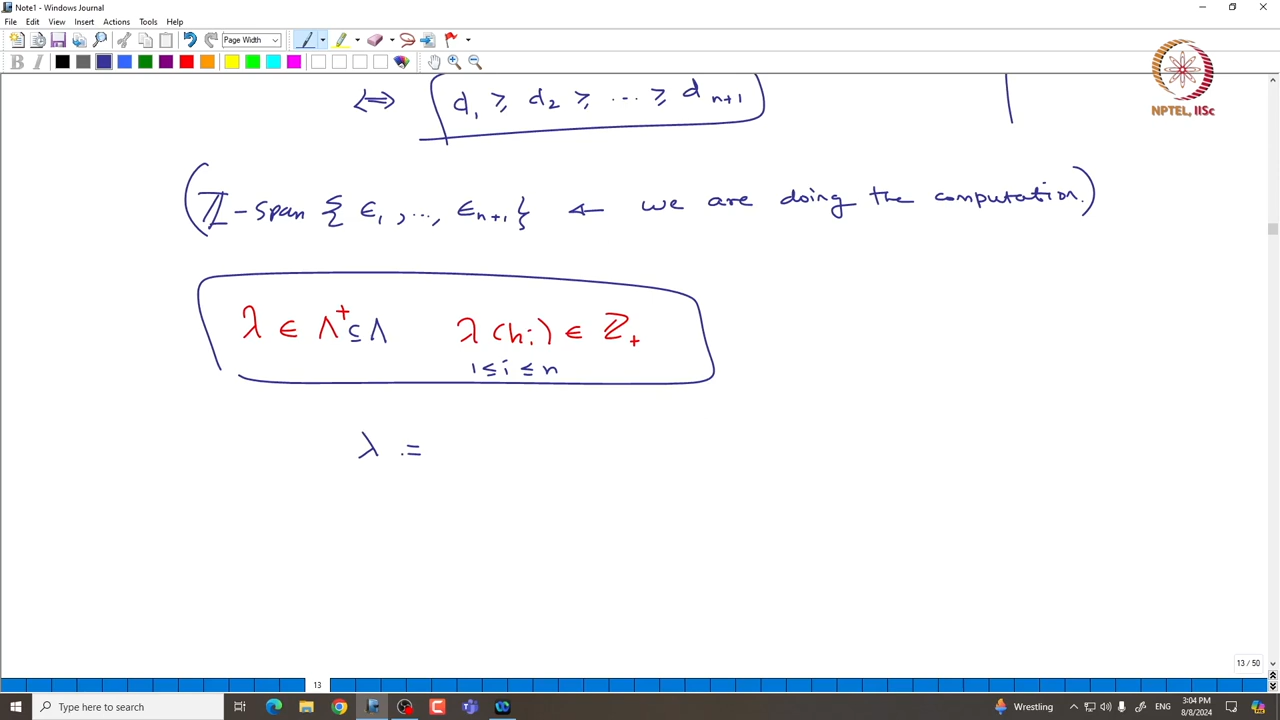 Note1 - Windows Journal
File Edit View Insert Actions Tools Help
Page Width
B I
NPTEL, IISc
⟺ d₁ ≥ d₂ ≥ ... ≥ d n+1
(ℤ-span { ϵ₁, ..., ϵn+1 } ← we are doing the computation.)
λ ∈ Λ⁺ ⊆ Λ λ(hi) ∈ ℤ₊
1 ≤ i ≤ n
λ :=
13 / 50
13
Type here to search
Wrestling
ENG
3:04 PM
8/8/2024